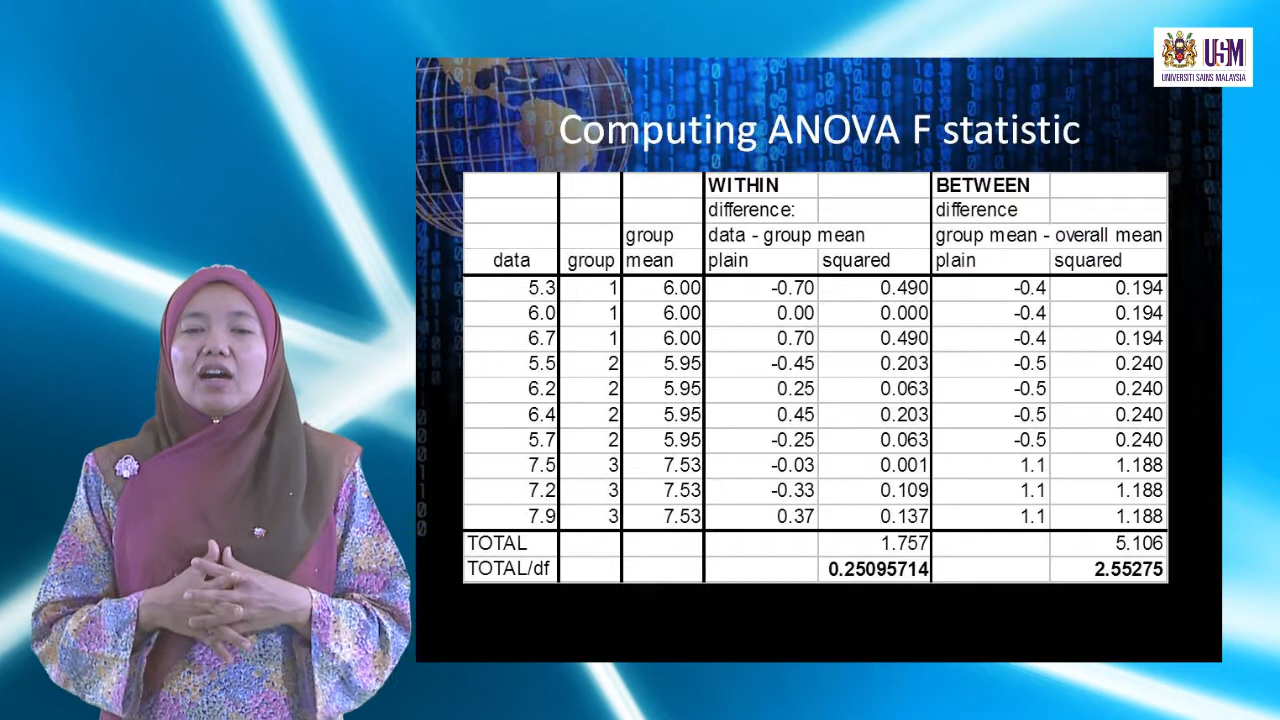 USM
UNIVERSITI SAINS MALAYSIA
Computing ANOVA F statistic
WITHIN BETWEEN
difference: difference
group data - group mean group mean - overall mean
data group mean plain squared plain squared
5.3 1 6.00 -0.70 0.490 -0.4 0.194
6.0 1 6.00 0.00 0.000 -0.4 0.194
6.7 1 6.00 0.70 0.490 -0.4 0.194
5.5 2 5.95 -0.45 0.203 -0.5 0.240
6.2 2 5.95 0.25 0.063 -0.5 0.240
6.4 2 5.95 0.45 0.203 -0.5 0.240
5.7 2 5.95 -0.25 0.063 -0.5 0.240
7.5 3 7.53 -0.03 0.001 1.1 1.188
7.2 3 7.53 -0.33 0.109 1.1 1.188
7.9 3 7.53 0.37 0.137 1.1 1.188
TOTAL 1.757 5.106
TOTAL/df 0.25095714 2.55275